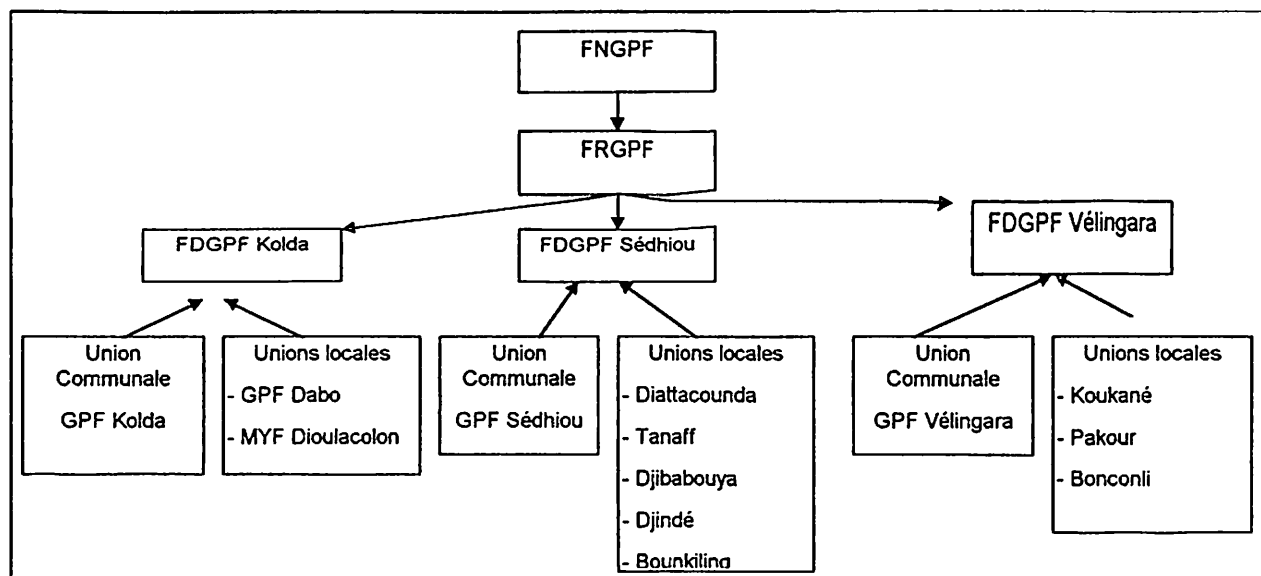 FNGPF
FRGPF
FDGPF Kolda
FDGPF Sédhiou
FDGPF Vélingara
Union
Communale
GPF Kolda
Unions locales
- GPF Dabo
- MYF Dioulacolon
Union
Communale
GPF Sédhiou
Unions locales
- Diattacounda
- Tanaff
- Djibabouya
- Djindé
- Bounkiling
Union
Communale
GPF Vélingara
Unions locales
- Koukané
- Pakour
- Bonconli